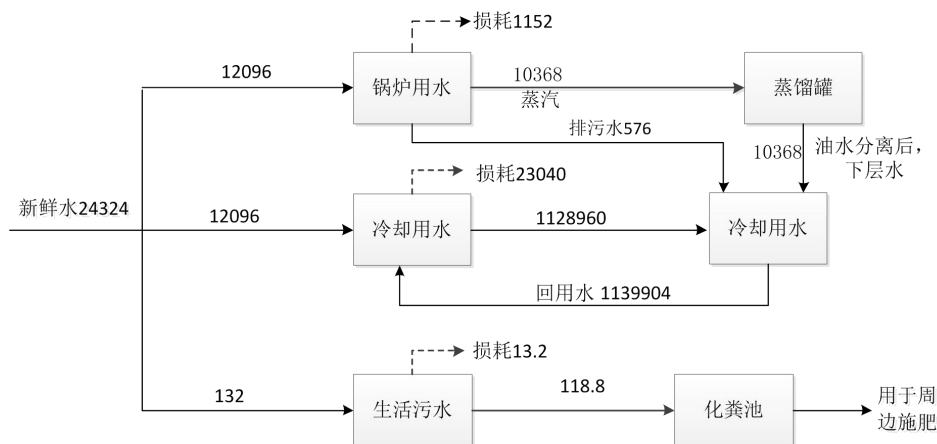 损耗1152
12096
锅炉用水
10368
蒸汽
蒸馏罐
排污水576
10368
油水分离后，
下层水
损耗23040
新鲜水24324
12096
冷却用水
1128960
冷却用水
回用水 1139904
损耗13.2
132
生活污水
118.8
化粪池
用于周
边施肥